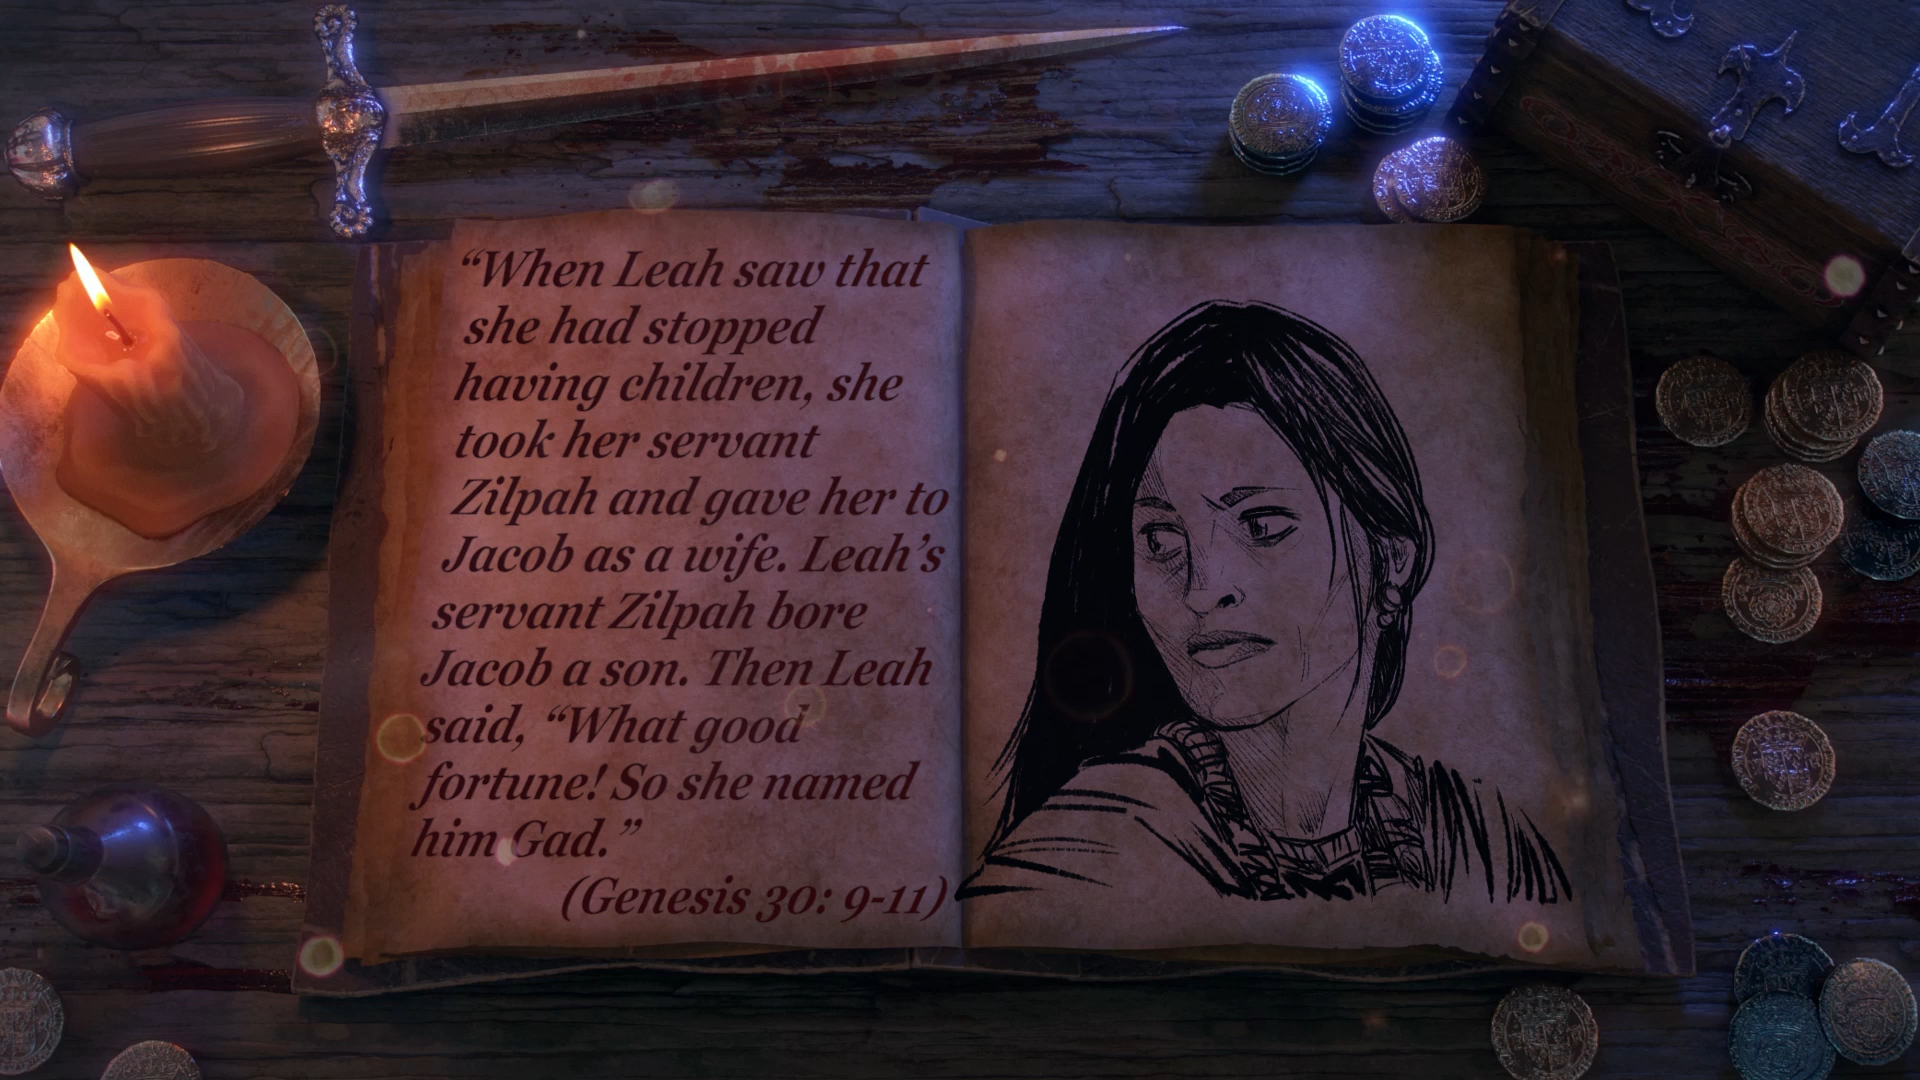 “When Leah saw that
she had stopped
having children, she
took her servant
Zilpah and gave her to
Jacob as a wife. Leah’s
servant Zilpah bore
Jacob a son. Then Leah
said, “What good
fortune! So she named
him Gad.”
(Genesis 30: 9-11)